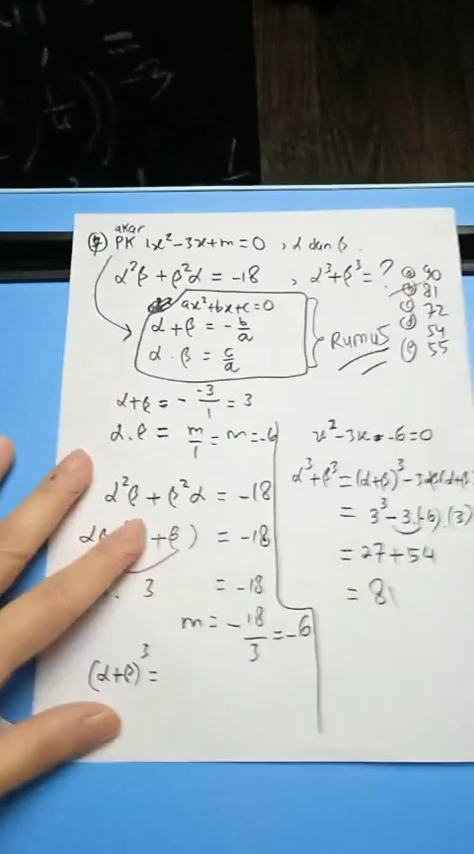 akar
PK 1x² - 3x + m = 0 , α dan β.
α²β + β²α = -18 , α³ + β³ = ?
ⓐ 90
ⓑ 81
ⓒ 72
ⓓ 54
ⓔ 55
ax² + bx + c = 0
α + β = -b/a
α . β = c/a
Rumus
α + β = - -3/1 = 3
α . β = m/1 = m = -6
α²β + β²α = -18
+ β ) = -18
. 3 = -18
m = -18/3 = -6
(α+β)³ =
x² - 3x - 6 = 0
α³ + β³ = (α+β)³ - 3αβ(α+β
= 3³ - 3.(-6).(3)
= 27 + 54
= 81